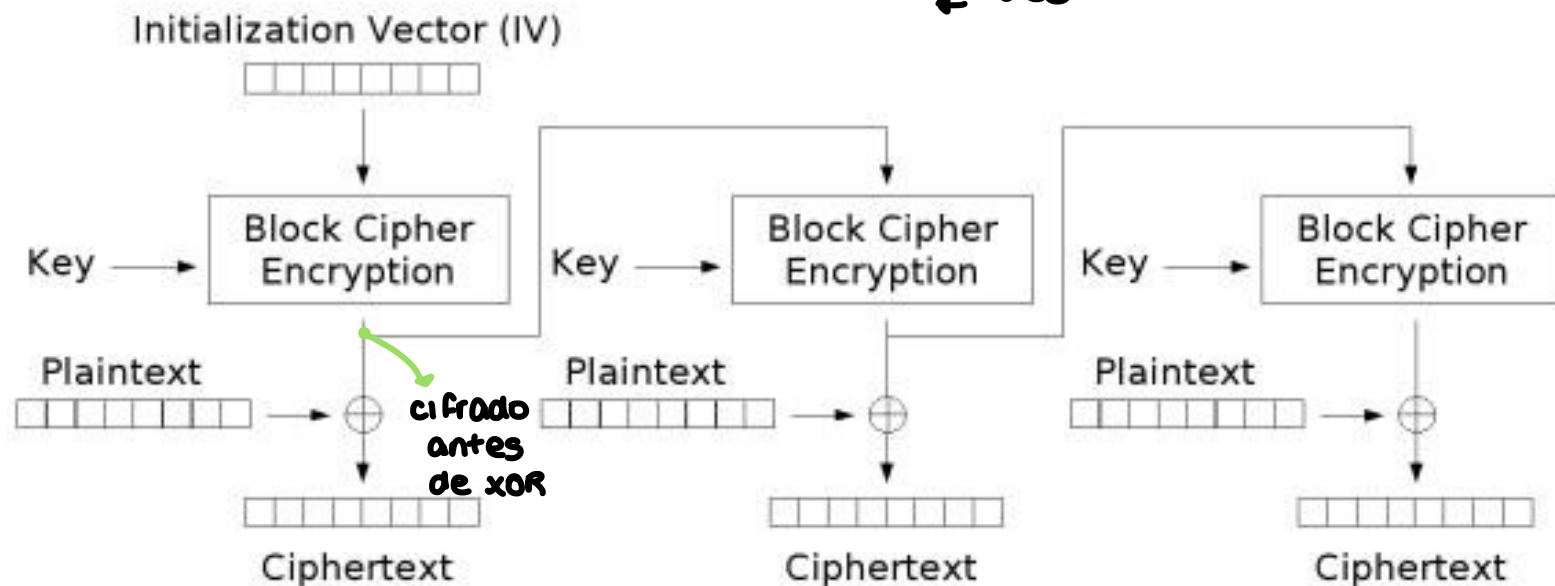 Initialization Vector (IV)
Block Cipher
Encryption
Block Cipher
Encryption
Block Cipher
Encryption
Key
Key
Key
Plaintext
Plaintext
Plaintext
cifrado
antes
de XOR
Ciphertext
Ciphertext
Ciphertext